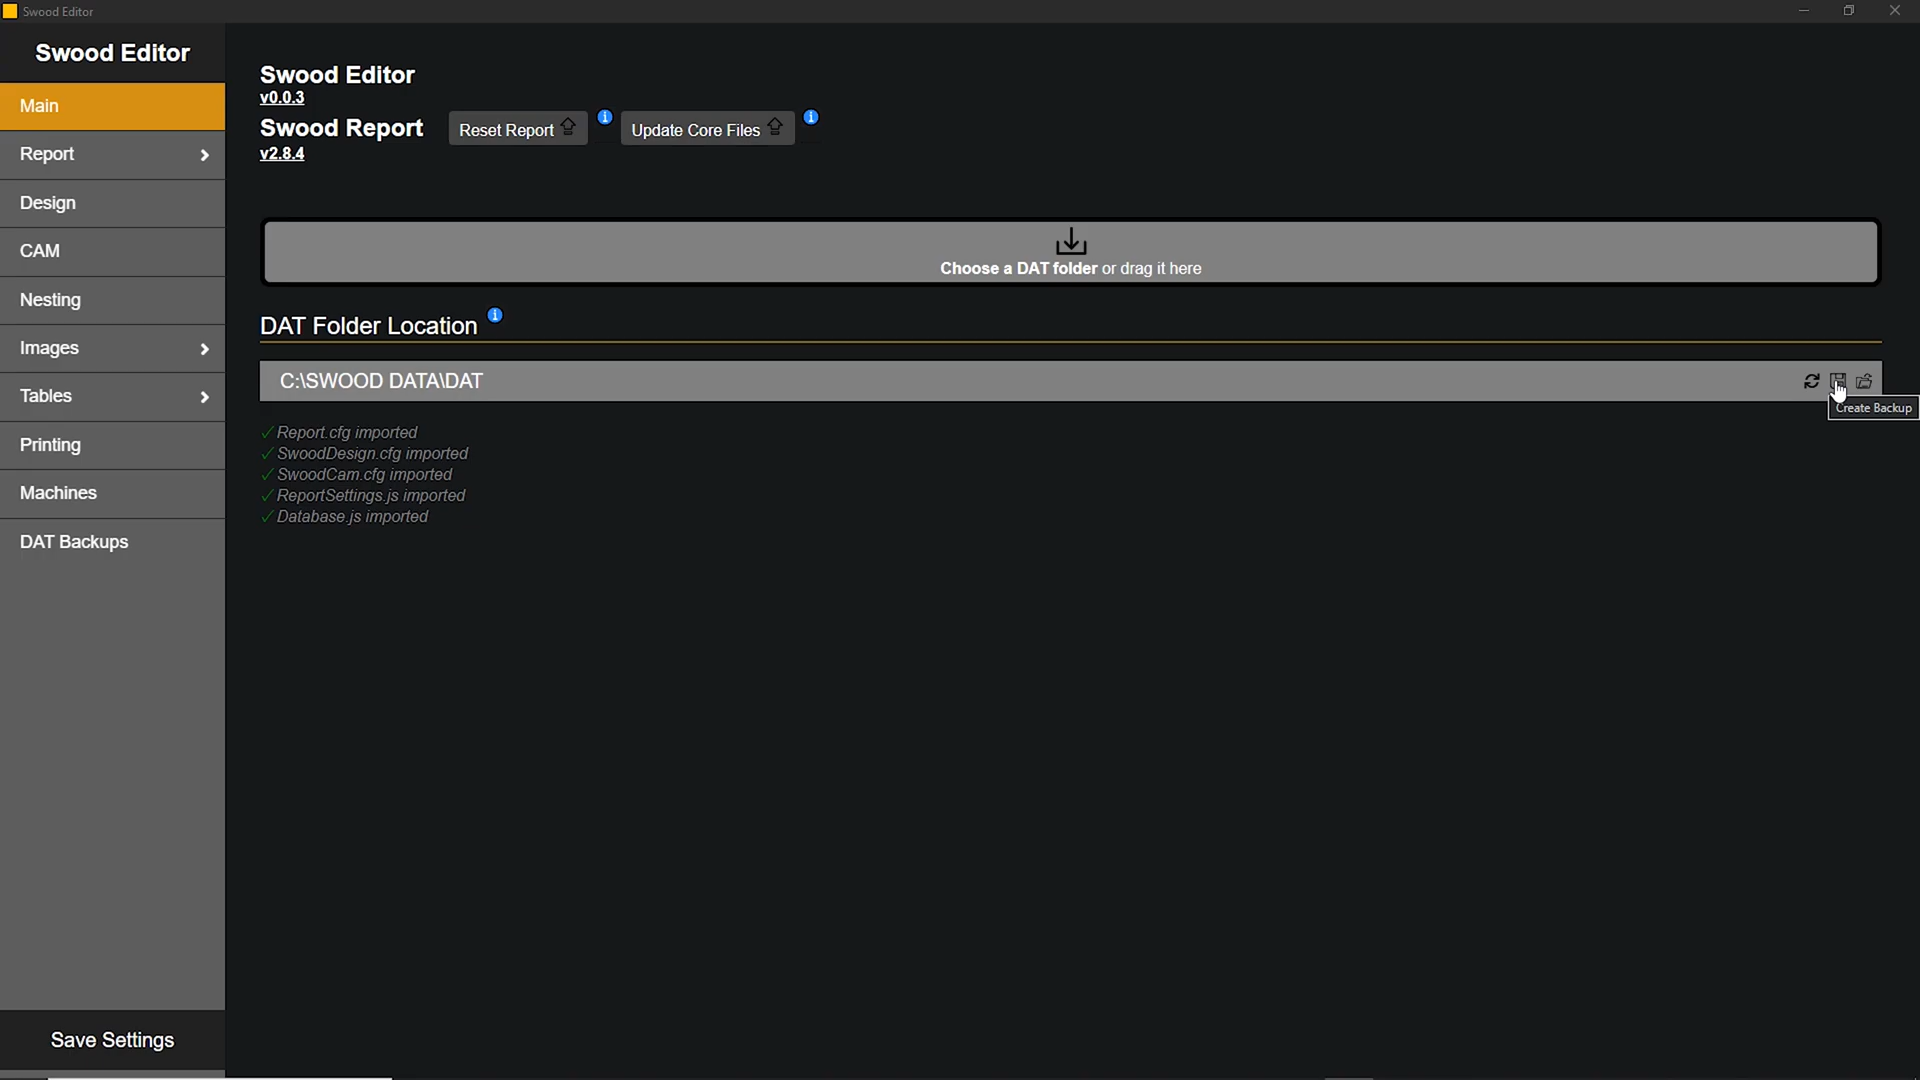 Swood Editor
Swood Editor
Main
Report
Design
CAM
Nesting
Images
Tables
Printing
Machines
DAT Backups
Save Settings
Swood Editor
v0.0.3
Swood Report
v2.8.4
Reset Report
Update Core Files
Choose a DAT folder or drag it here
DAT Folder Location
C:\SWOOD DATA\DAT
Create Backup
✓ Report.cfg imported
✓ SwoodDesign.cfg imported
✓ SwoodCam.cfg imported
✓ ReportSettings.js imported
✓ Database.js imported